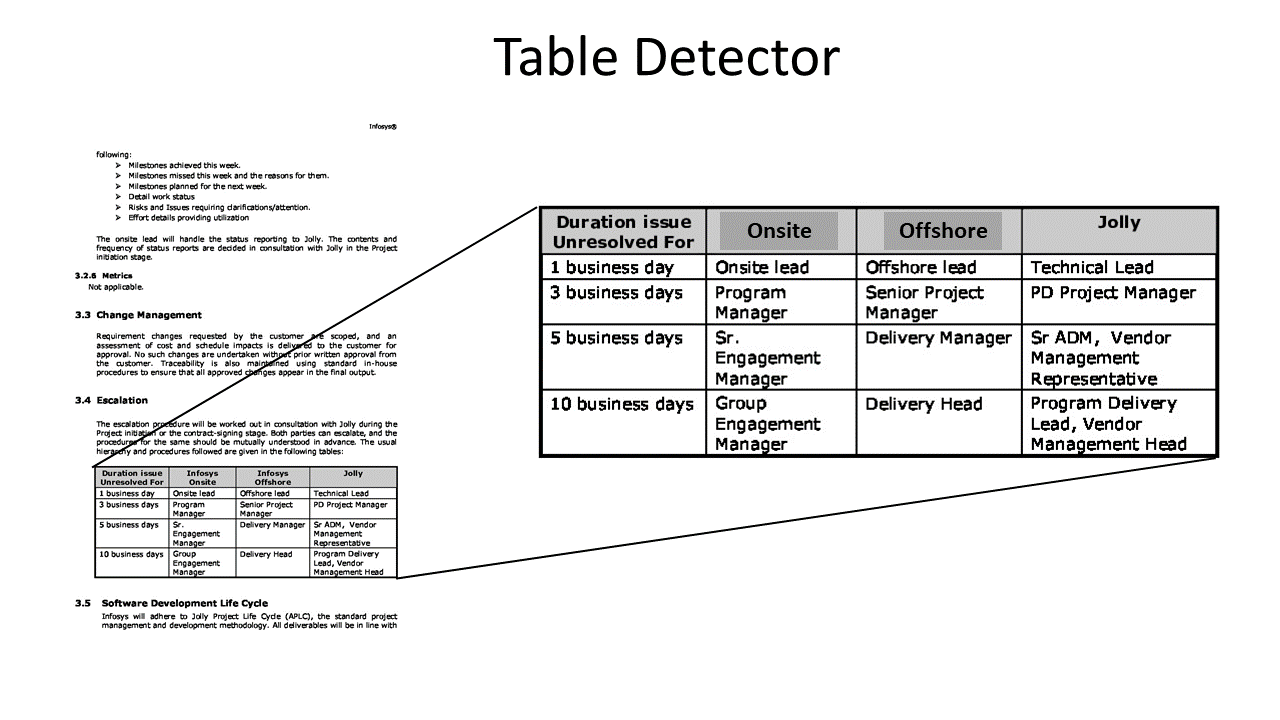 Table Detector
Infosys®
following:
➢ Milestones achieved this week.
➢ Milestones missed this week and the reasons for them.
➢ Milestones planned for the next week.
➢ Detail work status
➢ Risks and Issues requiring clarifications/attention.
➢ Effort details providing utilization
The onsite lead will handle the status reporting to Jolly. The contents and
frequency of status reports are decided in consultation with Jolly in the Project
initiation stage.
3.2.6 Metrics
Not applicable.
3.3 Change Management
Requirement changes requested by the customer are scoped, and an
assessment of cost and schedule impacts is delivered to the customer for
approval. No such changes are undertaken without prior written approval from
the customer. Traceability is also maintained using standard in-house
procedures to ensure that all approved changes appear in the final output.
3.4 Escalation
The escalation procedure will be worked out in consultation with Jolly during the
Project initiation or the contract-signing stage. Both parties can escalate, and the
procedures for the same should be mutually understood in advance. The usual
hierarchy and procedures followed are given in the following tables:
Duration issue Infosys Infosys Jolly
Unresolved For Onsite Offshore
1 business day Onsite lead Offshore lead Technical Lead
3 business days Program Senior Project PD Project Manager
Manager Manager
5 business days Sr. Delivery Manager Sr ADM, Vendor
Engagement Management
Manager Representative
10 business days Group Delivery Head Program Delivery
Engagement Lead, Vendor
Manager Management Head
3.5 Software Development Life Cycle
Infosys will adhere to Jolly Project Life Cycle (APLC), the standard project
management and development methodology. All deliverables will be in line with
Duration issue Onsite Offshore Jolly
Unresolved For
1 business day Onsite lead Offshore lead Technical Lead
3 business days Program Senior Project PD Project Manager
Manager Manager
5 business days Sr. Delivery Manager Sr ADM, Vendor
Engagement Management
Manager Representative
10 business days Group Delivery Head Program Delivery
Engagement Lead, Vendor
Manager Management Head